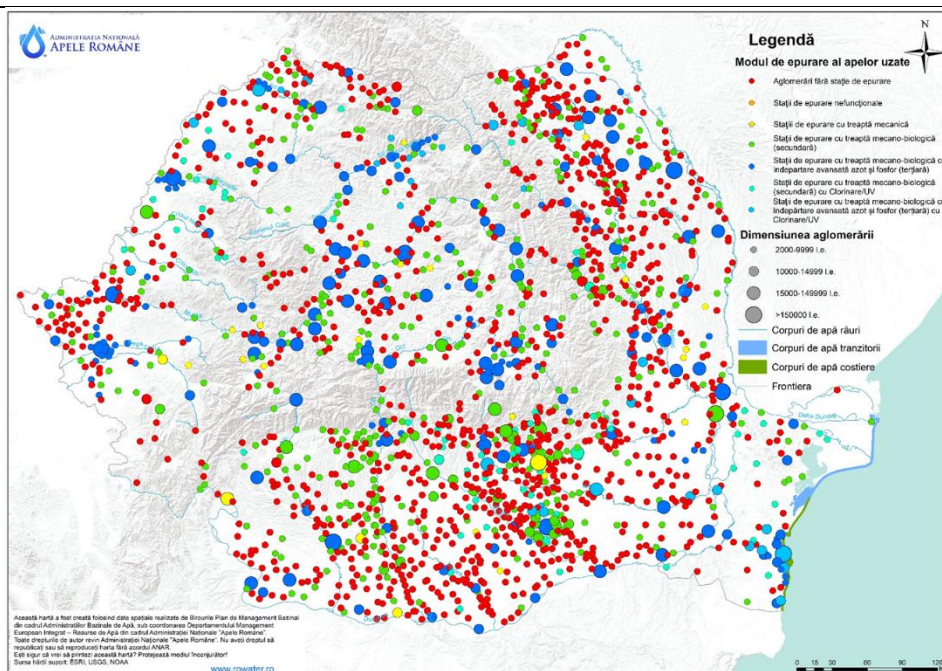 ADMINISTRAȚIA NAȚIONALĂ
APELE ROMÂNE
N
Legendă
Modul de epurare al apelor uzate
Aglomerări fără stație de epurare
Stații de epurare nefuncționale
Stații de epurare cu treaptă mecanică
Stații de epurare cu treaptă mecano-biologică
(secundară)
Stații de epurare cu treaptă mecano-biologică c
îndepărtare avansată azot și fosfor (terțiară)
Stații de epurare cu treaptă mecano-biologică
(secundară) cu Clorinare/UV
Stații de epurare cu treaptă mecano-biologică c
îndepărtare avansată azot și fosfor (terțiară) cu
Clorinare/UV
Dimensiunea aglomerării
2000-9999 l.e.
10000-14999 l.e.
15000-149999 l.e.
>150000 l.e.
Corpuri de apă râuri
Corpuri de apă tranzitorii
Corpuri de apă costiere
Frontiera
Delta Dunării
Olt
Această hartă a fost creată folosind date spațiale realizate de Birourile Plan de Management Bazinal
din cadrul Administrațiilor Bazinale de Apă, sub coordonarea Departamentului Management
European Integrat – Resurse de Apă din cadrul Administrației Naționale "Apele Române"
Toate drepturile de autor revin Administrației Naționale "Apele Române". Nu aveți dreptul să
republicați sau să reproduceți harta fără acordul ANAR.
Ești sigur că vrei să printezi această hartă? Protejează mediul înconjurător!
Sursa hărții suport: ESRI, USGS, NOAA
www.rowater.ro
0 15 30 60 90 120